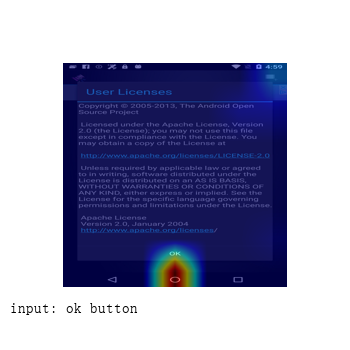 4:59
User Licenses
Copyright © 2005-2013, The Android Open
Source Project
Licensed under the Apache License, Version
2.0 (the License); you may not use this file
except in compliance with the License. You
may obtain a copy of the License at
http://www.apache.org/licenses/LICENSE-2.0
Unless required by applicable law or agreed
to in writing, software distributed under the
License is distributed on an AS IS BASIS,
WITHOUT WARRANTIES OR CONDITIONS OF
ANY KIND, either express or implied. See the
License for the specific language governing
permissions and limitations under the License.
Apache License
Version 2.0, January 2004
http://www.apache.org/licenses/
OK
input: ok button